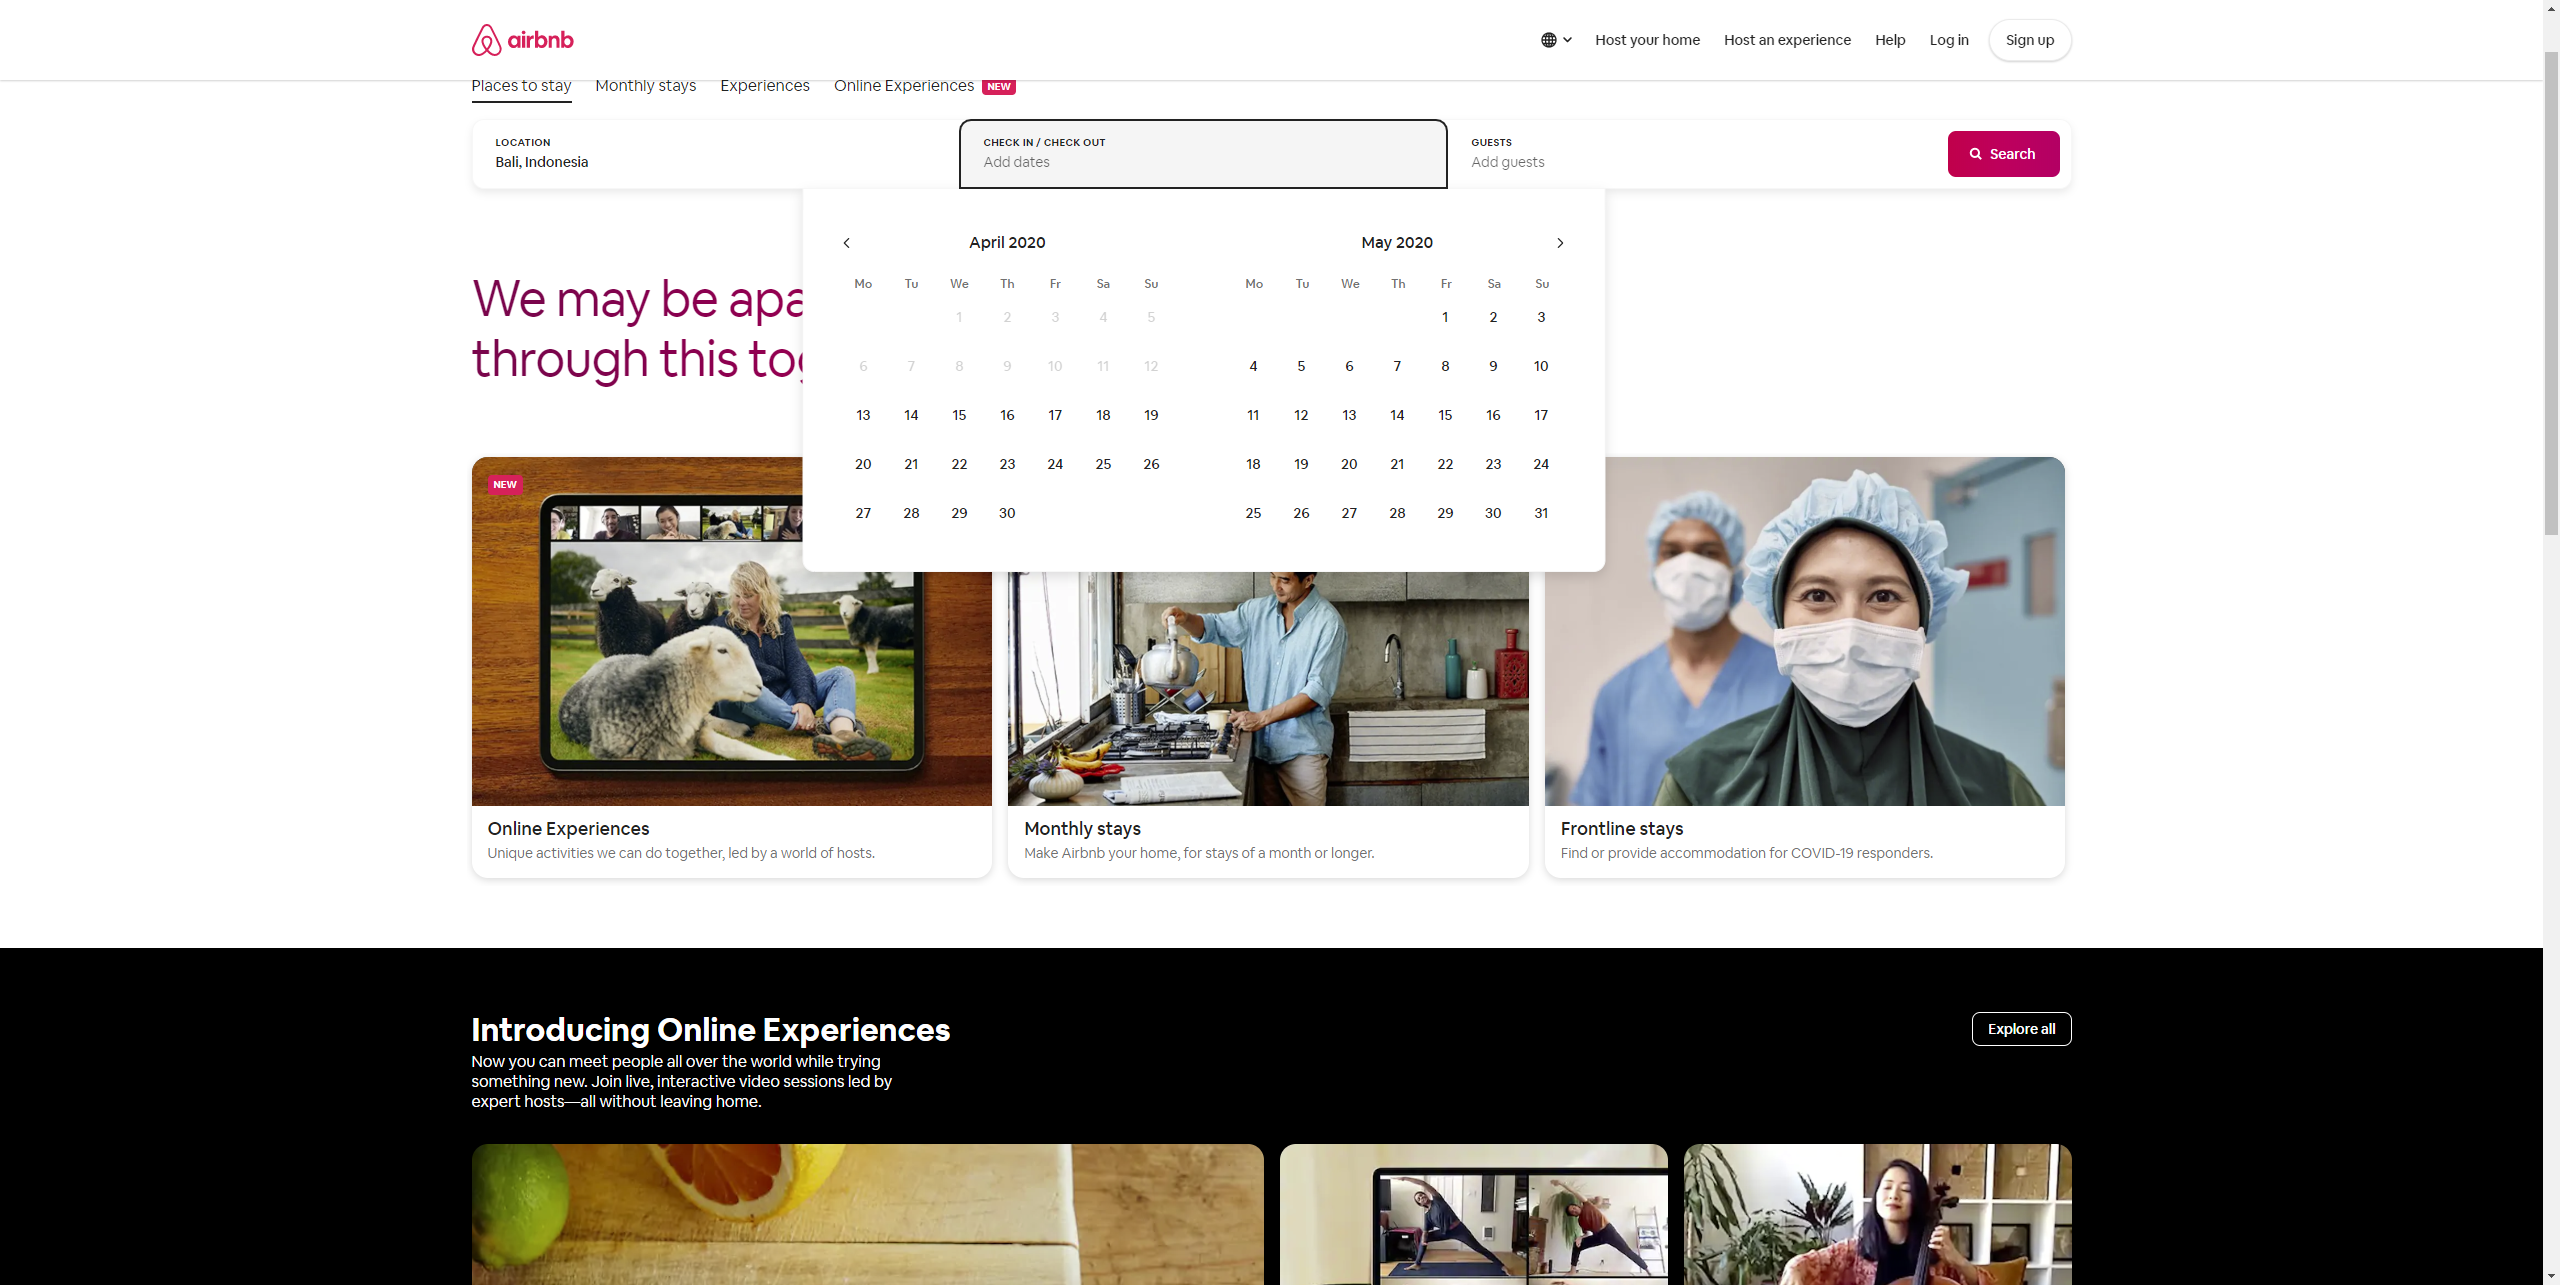 airbnb
Host your home
Host an experience
Help
Log in
Sign up
Places to stay
Monthly stays
Experiences
Online Experiences
NEW
LOCATION
Bali, Indonesia
CHECK IN / CHECK OUT
Add dates
GUESTS
Add guests
Search
We may be
through this
April 2020
Mo Tu We Th Fr Sa Su
1 2 3 4 5
6 7 8 9 10 11 12
13 14 15 16 17 18 19
20 21 22 23 24 25 26
27 28 29 30
May 2020
Mo Tu We Th Fr Sa Su
1 2 3
4 5 6 7 8 9 10
11 12 13 14 15 16 17
18 19 20 21 22 23 24
25 26 27 28 29 30 31
NEW
Online Experiences
Unique activities we can do together, led by a world of hosts.
Monthly stays
Make Airbnb your home, for stays of a month or longer.
Frontline stays
Find or provide accommodation for COVID-19 responders.
Introducing Online Experiences
Now you can meet people all over the world while trying
something new. Join live, interactive video sessions led by
expert hosts—all without leaving home.
Explore all